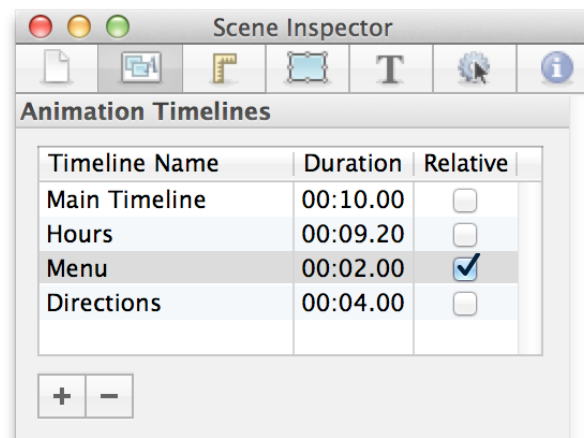 Scene Inspector
T
Animation Timelines
Timeline Name Duration Relative
Main Timeline 00:10.00
Hours 00:09.20
Menu 00:02.00
Directions 00:04.00